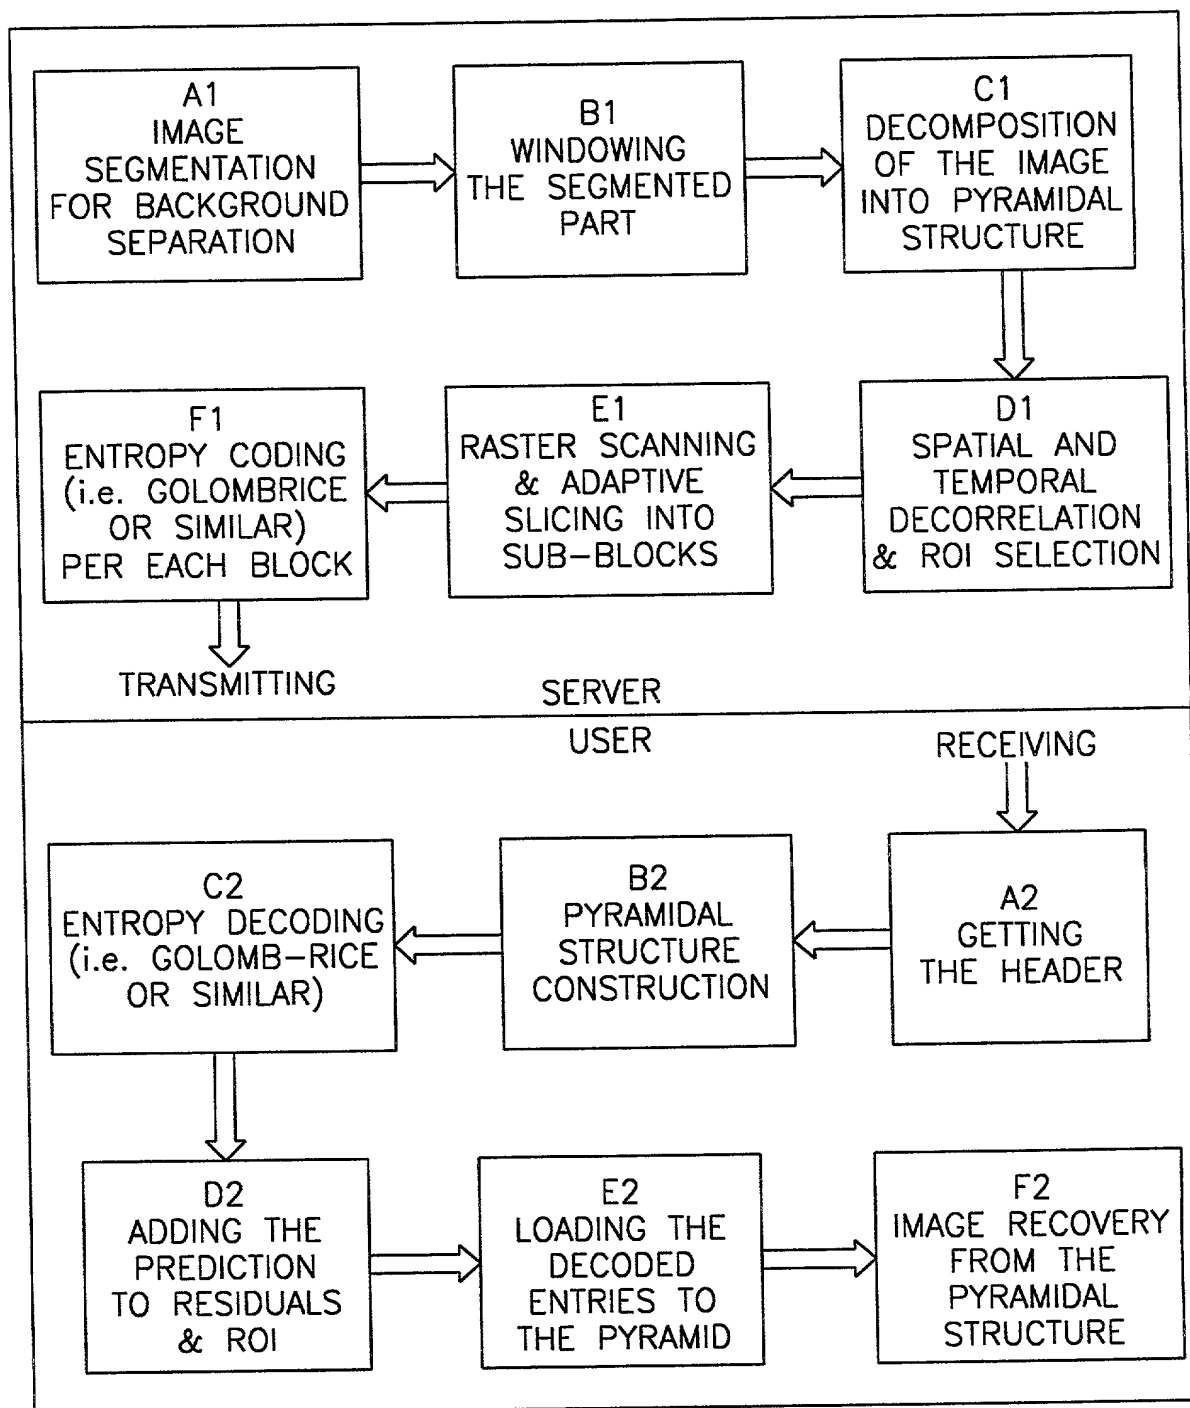 A1
IMAGE
SEGMENTATION
FOR BACKGROUND
SEPARATION
B1
WINDOWING
THE SEGMENTED
PART
C1
DECOMPOSITION
OF THE IMAGE
INTO PYRAMIDAL
STRUCTURE
F1
ENTROPY CODING
(i.e. GOLOMBRICE
OR SIMILAR)
PER EACH BLOCK
E1
RASTER SCANNING
& ADAPTIVE
SLICING INTO
SUB-BLOCKS
D1
SPATIAL AND
TEMPORAL
DECORRELATION
& ROI SELECTION
TRANSMITTING
SERVER
USER
RECEIVING
C2
ENTROPY DECODING
(i.e. GOLOMB-RICE
OR SIMILAR)
B2
PYRAMIDAL
STRUCTURE
CONSTRUCTION
A2
GETTING
THE HEADER
D2
ADDING THE
PREDICTION
TO RESIDUALS
& ROI
E2
LOADING THE
DECODED
ENTRIES TO
THE PYRAMID
F2
IMAGE RECOVERY
FROM THE
PYRAMIDAL
STRUCTURE